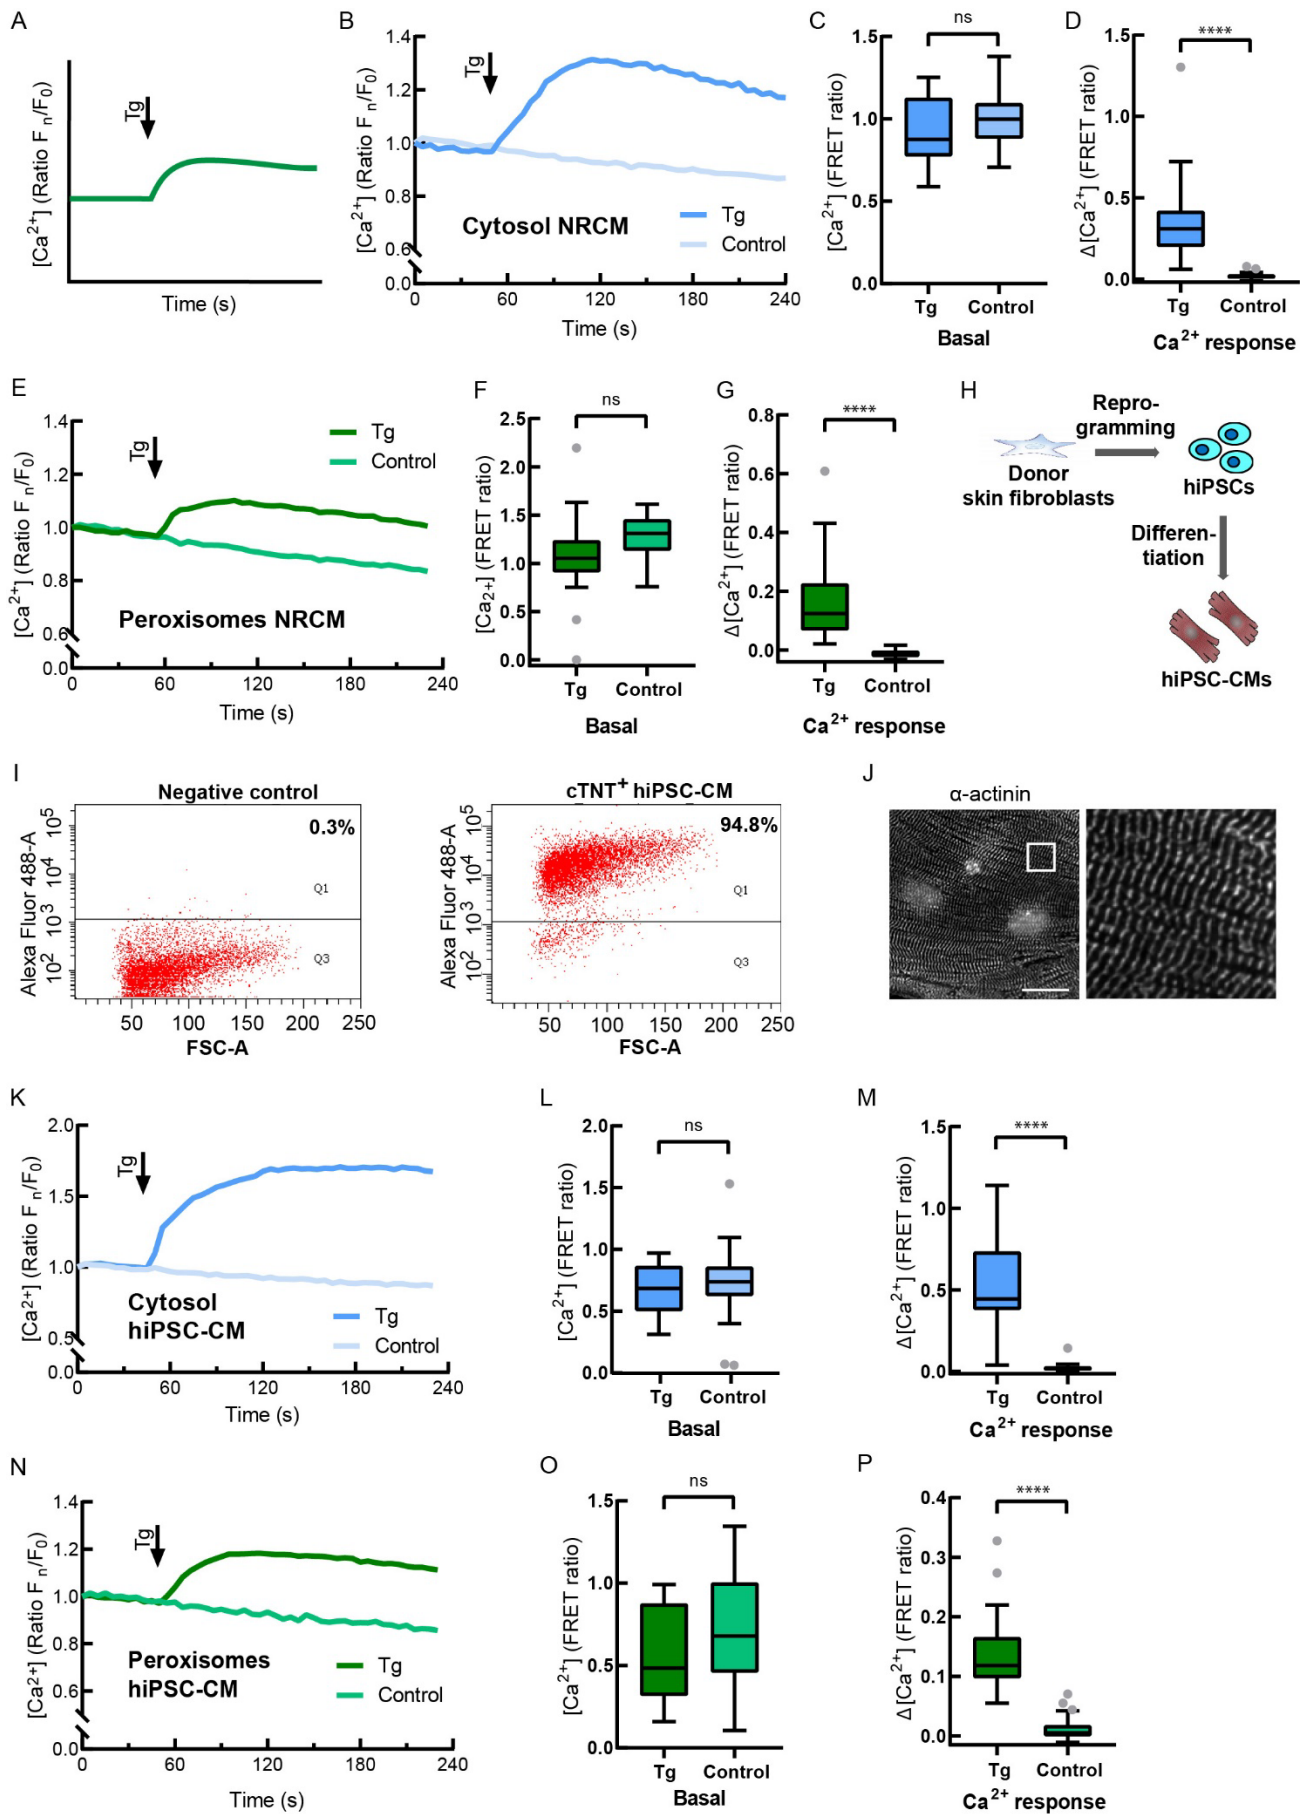 A
[Ca²⁺] (Ratio Fₙ/F₀)
Tg
Time (s)
B
[Ca²⁺] (Ratio Fₙ/F₀)
1.4
1.2
1.0
0.8
0.6
0.0
Tg
Cytosol NRCM
Tg
Control
0 60 120 180 240
Time (s)
C
[Ca²⁺] (FRET ratio)
1.5
1.0
0.5
0.0
ns
Tg Control
Basal
D
Δ[Ca²⁺] (FRET ratio)
1.5
1.0
0.5
0.0
****
Tg Control
Ca²⁺ response
E
[Ca²⁺] (Ratio Fₙ/F₀)
1.4
1.2
1.0
0.8
0.6
0.0
Tg
Tg
Control
Peroxisomes NRCM
0 60 120 180 240
Time (s)
F
[Ca₂₊] (FRET ratio)
2.5
2.0
1.5
1.0
0.5
0.0
ns
Tg Control
Basal
G
Δ[Ca²⁺] (FRET ratio)
0.8
0.6
0.4
0.2
0.0
****
Tg Control
Ca²⁺ response
H
Repro-
gramming
Donor
skin fibroblasts
hiPSCs
Differen-
tiation
hiPSC-CMs
I
Negative control
Alexa Fluor 488-A
10⁵
10⁴
10³
10²
0.3%
Q1
Q3
50 100 150 200 250
FSC-A
cTNT⁺ hiPSC-CM
Alexa Fluor 488-A
10⁵
10⁴
10³
10²
94.8%
Q1
Q3
50 100 150 200 250
FSC-A
J
α-actinin
K
[Ca²⁺] (Ratio Fₙ/F₀)
2.0
1.5
1.0
0.5
0.0
Tg
Cytosol
hiPSC-CM
Tg
Control
0 60 120 180 240
Time (s)
L
[Ca²⁺] (FRET ratio)
2.0
1.5
1.0
0.5
0.0
ns
Tg Control
Basal
M
Δ[Ca²⁺] (FRET ratio)
1.5
1.0
0.5
0.0
****
Tg Control
Ca²⁺ response
N
[Ca²⁺] (Ratio Fₙ/F₀)
1.4
1.2
1.0
0.8
0.6
0.0
Tg
Peroxisomes
hiPSC-CM
Tg
Control
0 60 120 180 240
Time (s)
O
[Ca²⁺] (FRET ratio)
1.5
1.0
0.5
0.0
ns
Tg Control
Basal
P
Δ[Ca²⁺] (FRET ratio)
0.4
0.3
0.2
0.1
0.0
****
Tg Control
Ca²⁺ response